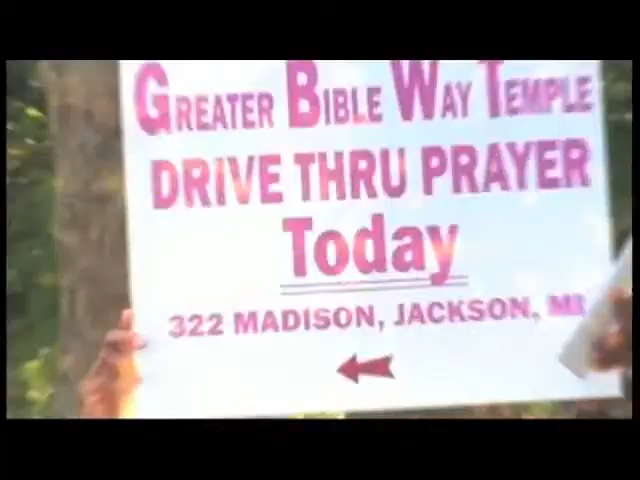 GREATER BIBLE WAY TEMPLE
DRIVE THRU PRAYER
Today
322 MADISON, JACKSON, MI